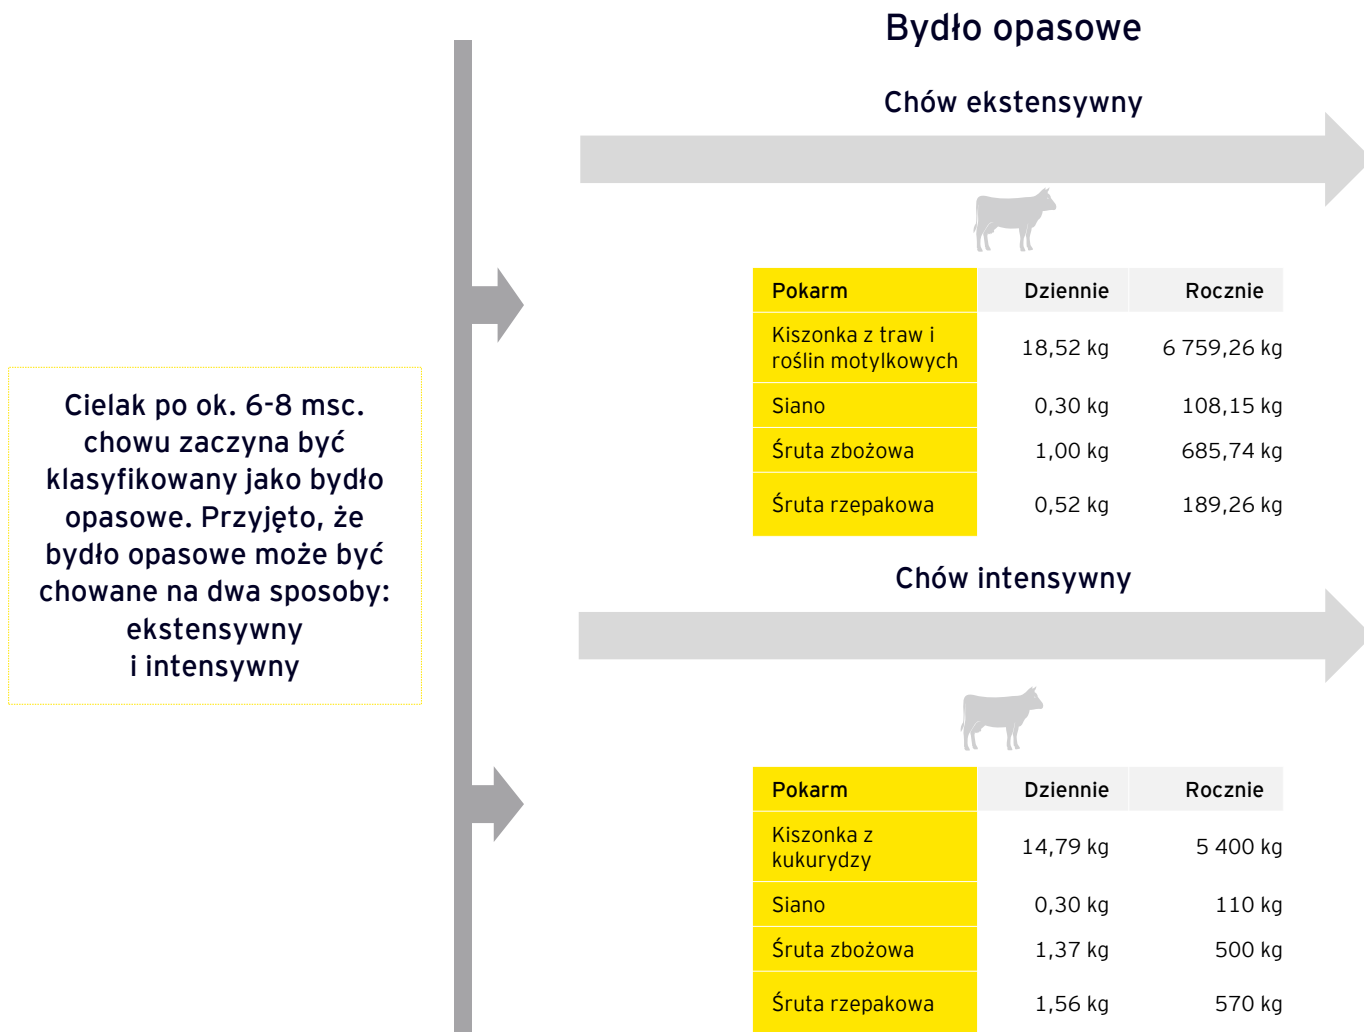 Bydło opasowe
Chów ekstensywny
Pokarm Dziennie Rocznie
Kiszonka z traw i
roślin motylkowych 18,52 kg 6 759,26 kg
Siano 0,30 kg 108,15 kg
Śruta zbożowa 1,00 kg 685,74 kg
Śruta rzepakowa 0,52 kg 189,26 kg
Cielak po ok. 6-8 msc.
chowu zaczyna być
klasyfikowany jako bydło
opasowe. Przyjęto, że
bydło opasowe może być
chowane na dwa sposoby:
ekstensywny
i intensywny
Chów intensywny
Pokarm Dziennie Rocznie
Kiszonka z
kukurydzy 14,79 kg 5 400 kg
Siano 0,30 kg 110 kg
Śruta zbożowa 1,37 kg 500 kg
Śruta rzepakowa 1,56 kg 570 kg